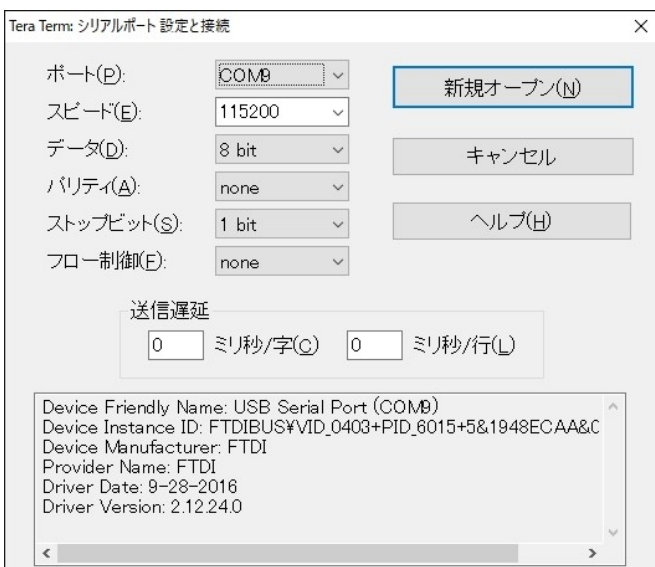 Tera Term: シリアルポート 設定と接続
ポート(P): COM9
新規オープン(N)
スピード(E): 115200
データ(D): 8 bit
キャンセル
パリティ(A): none
ストップビット(S): 1 bit
ヘルプ(H)
フロー制御(F): none
送信遅延
0 ミリ秒/字(C) 0 ミリ秒/行(L)
Device Friendly Name: USB Serial Port (COM9)
Device Instance ID: FTDIBUS¥VID_0403+PID_6015+5&1948ECAA&0
Device Manufacturer: FTDI
Provider Name: FTDI
Driver Date: 9-28-2016
Driver Version: 2.12.24.0